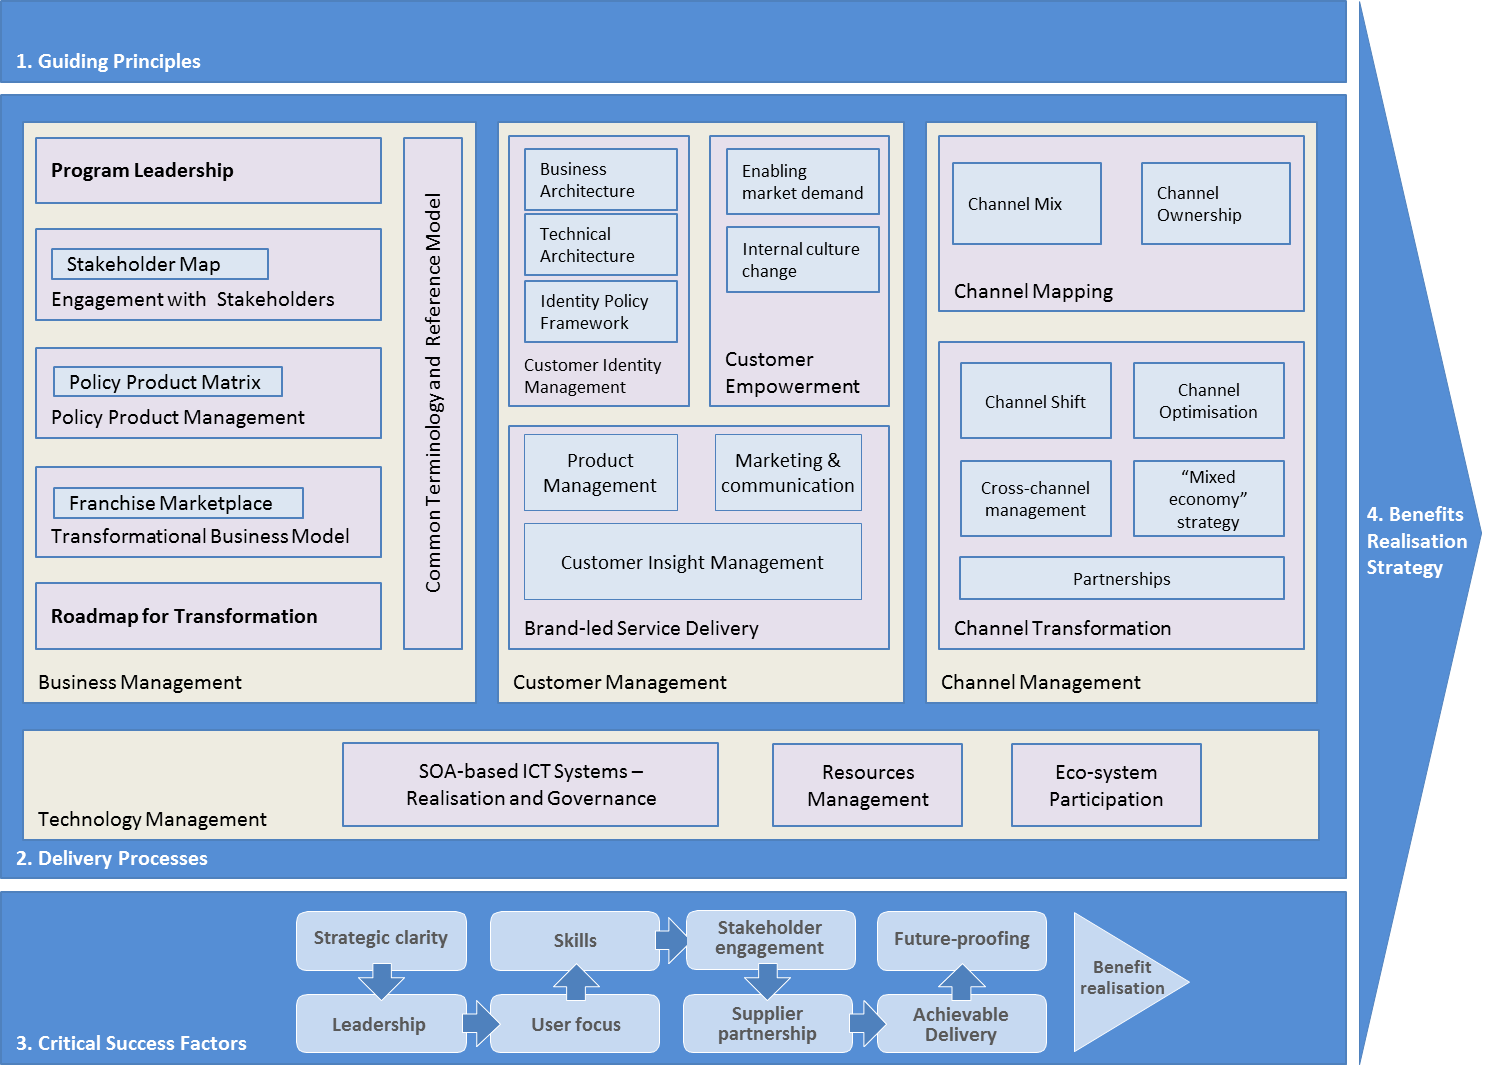 1. Guiding Principles
Program Leadership
Stakeholder Map
Engagement with Stakeholders
Policy Product Matrix
Policy Product Management
Franchise Marketplace
Transformational Business Model
Roadmap for Transformation
Common Terminology and Reference Model
Business Management
Business
Architecture
Technical
Architecture
Identity Policy
Framework
Customer Identity
Management
Enabling
market demand
Internal culture
change
Customer
Empowerment
Product
Management
Marketing &
communication
Customer Insight Management
Brand-led Service Delivery
Customer Management
Channel Mix
Channel
Ownership
Channel Mapping
Channel Shift
Channel
Optimisation
Cross-channel
management
“Mixed
economy”
strategy
Partnerships
Channel Transformation
Channel Management
Technology Management
SOA-based ICT Systems –
Realisation and Governance
Resources
Management
Eco-system
Participation
2. Delivery Processes
Strategic clarity
Leadership
User focus
Skills
Stakeholder
engagement
Supplier
partnership
Achievable
Delivery
Future-proofing
Benefit
realisation
3. Critical Success Factors
4. Benefits
Realisation
Strategy